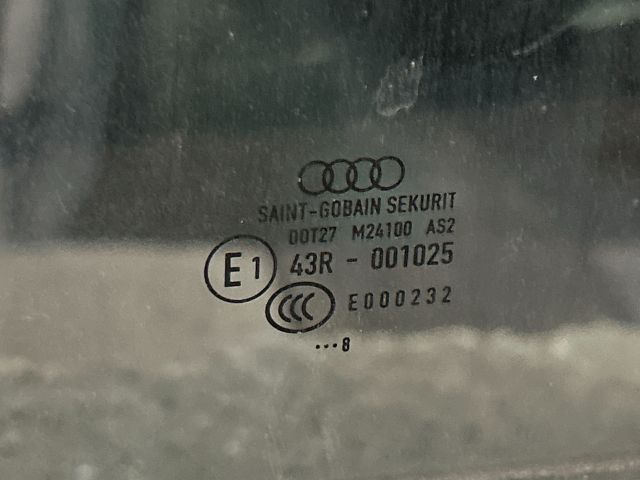 SAINT-GOBAIN SEKURIT
DOT27 M24100 AS2
E1 43R - 001025
CCC E000232
...8